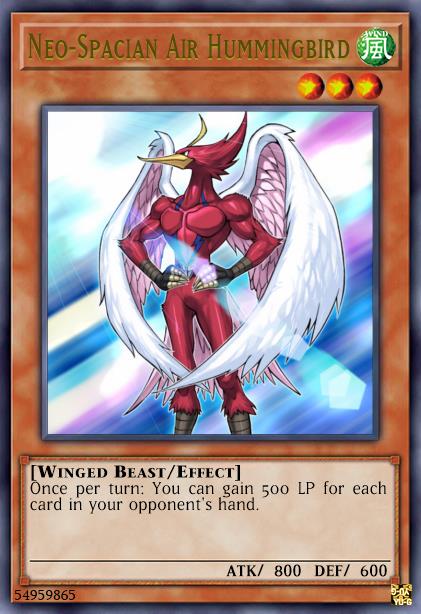 Neo-Spacian Air Hummingbird
WIND
風
[Winged Beast/Effect]
Once per turn: You can gain 500 LP for each
card in your opponent's hand.
ATK/ 800 DEF/ 600
54959865